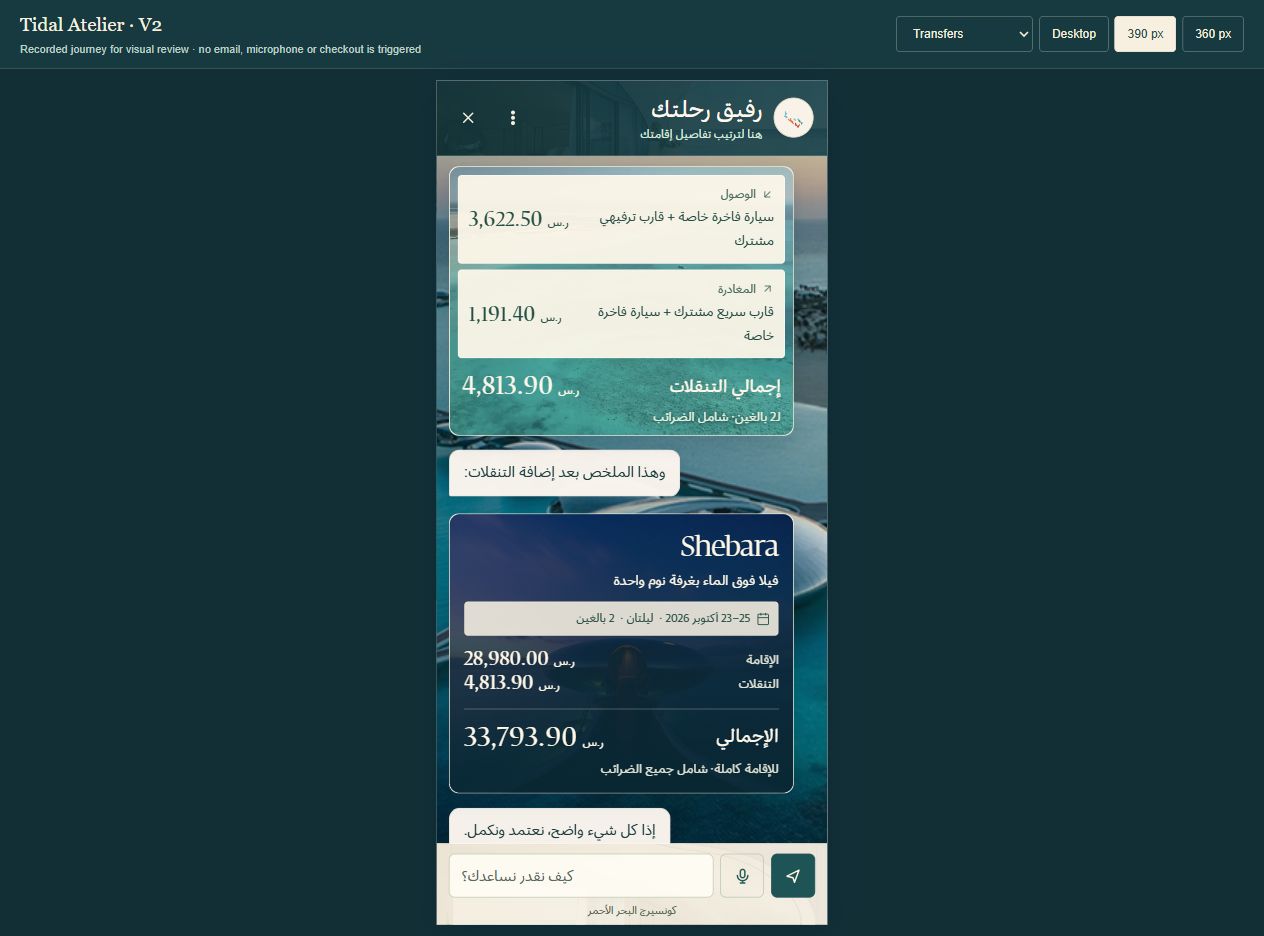 Tidal Atelier · V2
Recorded journey for visual review · no email, microphone or checkout is triggered
Transfers
Desktop
390 px
360 px
رفيق رحلتك
هنا لترتيب تفاصيل إقامتك
الوصول
سيارة فاخرة خاصة + قارب ترفيهي
مشترك
3,622.50 ر.س
المغادرة
قارب سريع مشترك + سيارة فاخرة
خاصة
1,191.40 ر.س
إجمالي التنقلات
4,813.90 ر.س
لـ2 بالغين· شامل الضرائب
وهذا الملخص بعد إضافة التنقلات:
Shebara
فيلا فوق الماء بغرفة نوم واحدة
23–25 أكتوبر 2026 · ليلتان · 2 بالغين
الإقامة 28,980.00 ر.س
التنقلات 4,813.90 ر.س
الإجمالي 33,793.90 ر.س
للإقامة كاملة· شامل جميع الضرائب
إذا كل شيء واضح، نعتمد ونكمل.
كيف نقدر نساعدك؟
كونسيرج البحر الأحمر